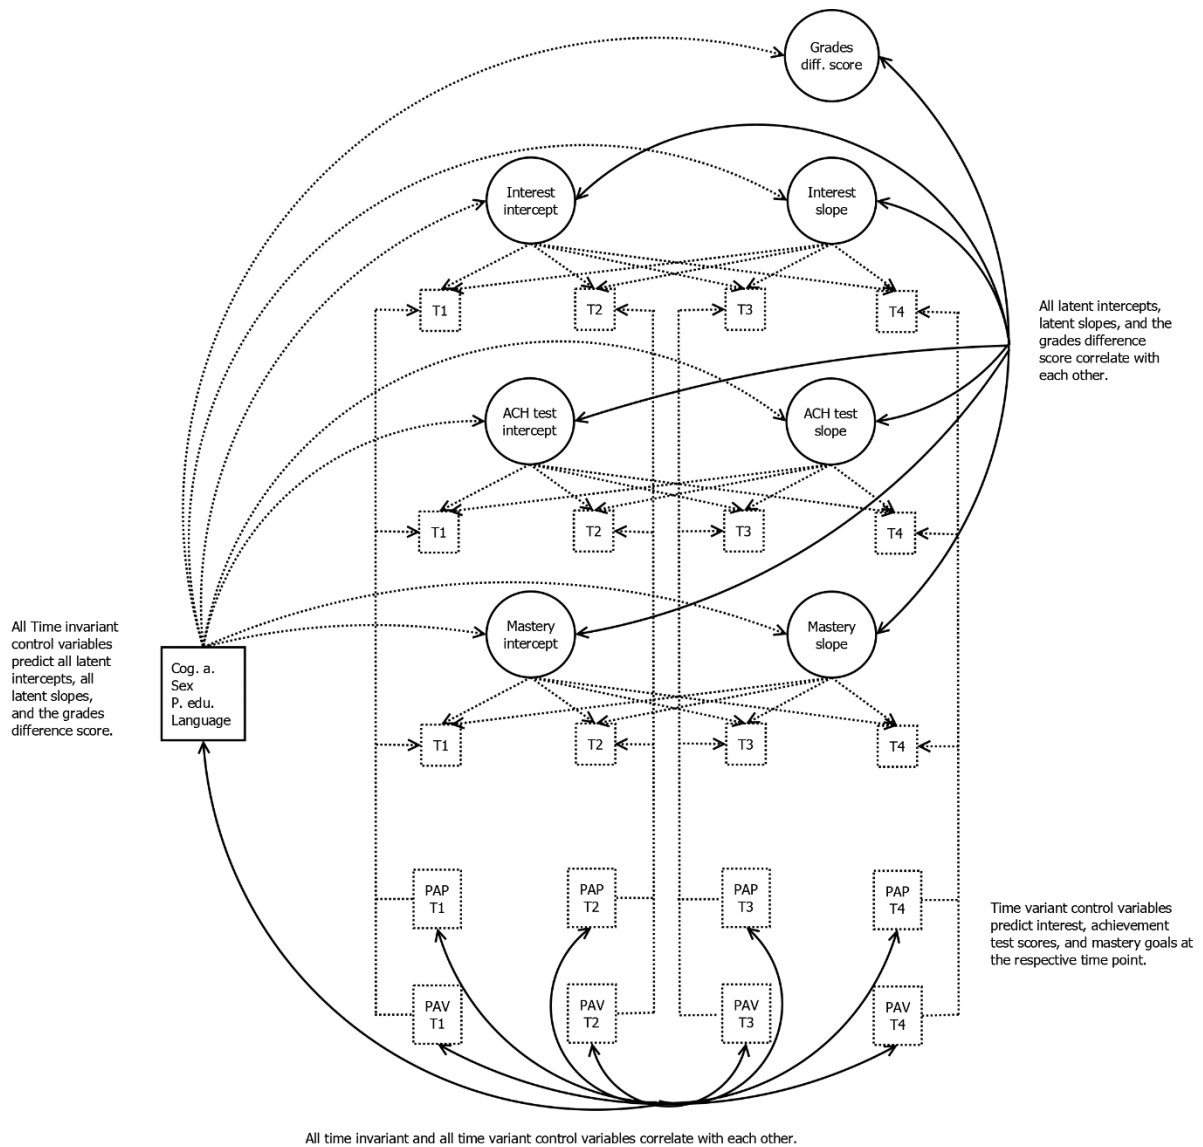 Grades
diff. score
Interest
intercept
Interest
slope
T1
T2
T3
T4
All latent intercepts,
latent slopes, and the
grades difference
score correlate with
each other.
ACH test
intercept
ACH test
slope
T1
T2
T3
T4
Mastery
intercept
Mastery
slope
All Time invariant
control variables
predict all latent
intercepts, all
latent slopes,
and the grades
difference score.
Cog. a.
Sex
P. edu.
Language
T1
T2
T3
T4
PAP
T1
PAP
T2
PAP
T3
PAP
T4
Time variant control variables
predict interest, achievement
test scores, and mastery goals at
the respective time point.
PAV
T1
PAV
T2
PAV
T3
PAV
T4
All time invariant and all time variant control variables correlate with each other.